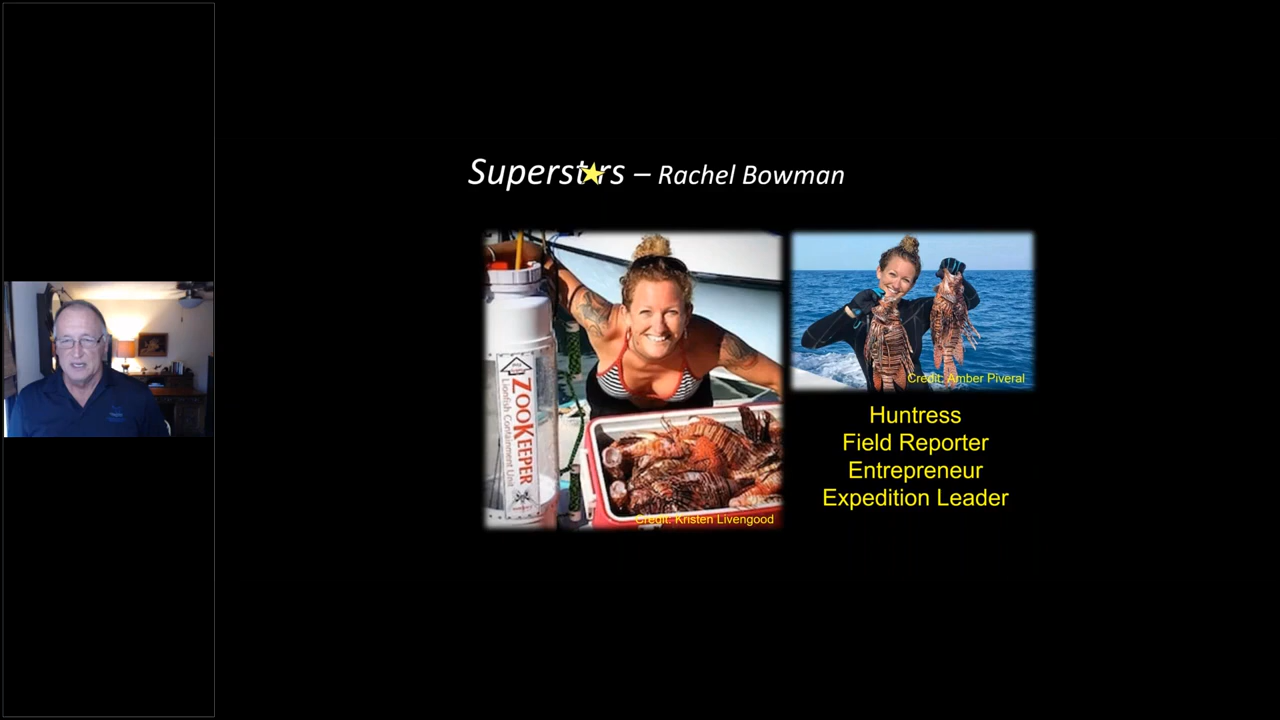 Superstars – Rachel Bowman
ZOOKEEPER
Lionfish Containment Unit
Credit: Kristen Livengood
Credit: Amber Piveral
Huntress
Field Reporter
Entrepreneur
Expedition Leader